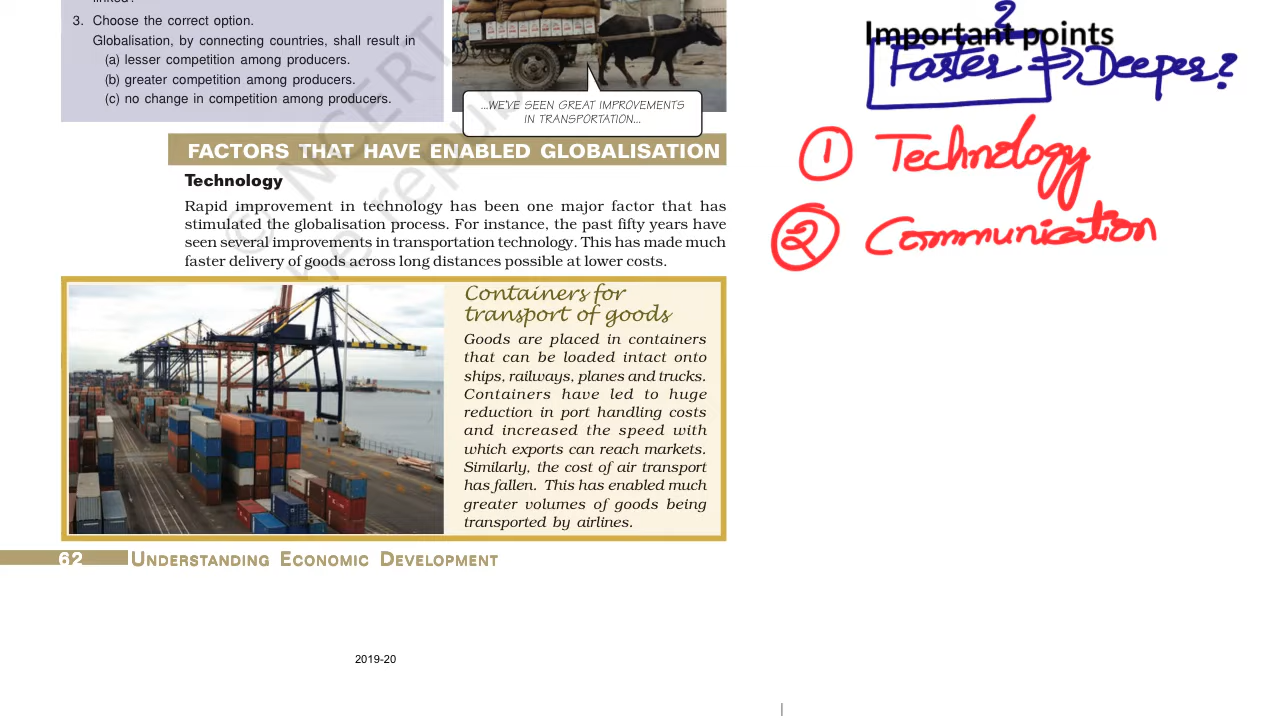 linked?
3. Choose the correct option.
Globalisation, by connecting countries, shall result in
(a) lesser competition among producers.
(b) greater competition among producers.
(c) no change in competition among producers.
...WE'VE SEEN GREAT IMPROVEMENTS
IN TRANSPORTATION...
FACTORS THAT HAVE ENABLED GLOBALISATION
Technology
Rapid improvement in technology has been one major factor that has
stimulated the globalisation process. For instance, the past fifty years have
seen several improvements in transportation technology. This has made much
faster delivery of goods across long distances possible at lower costs.
Containers for
transport of goods
Goods are placed in containers
that can be loaded intact onto
ships, railways, planes and trucks.
Containers have led to huge
reduction in port handling costs
and increased the speed with
which exports can reach markets.
Similarly, the cost of air transport
has fallen. This has enabled much
greater volumes of goods being
transported by airlines.
62 UNDERSTANDING ECONOMIC DEVELOPMENT
2019-20
© NCERT
be republ
?
Important points
Faster ⇒ Deeper?
1 Technology
2 Communication